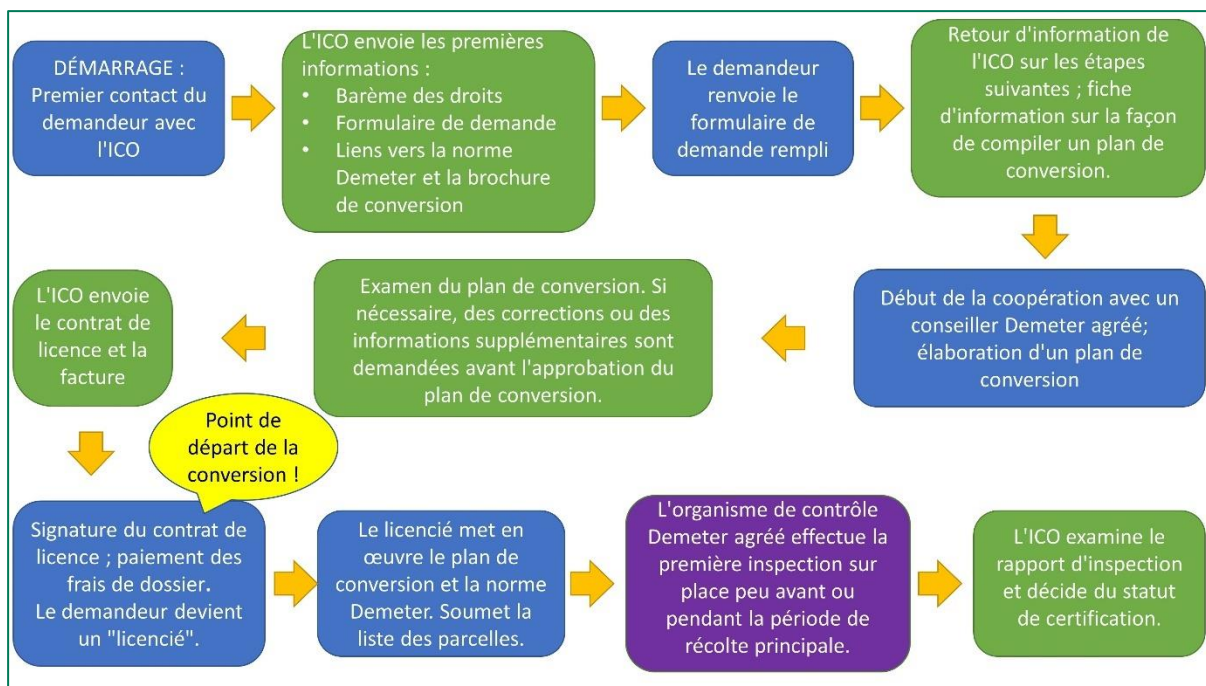 DÉMARRAGE :
Premier contact du
demandeur avec
l'ICO
L'ICO envoie les premières
informations :
• Barème des droits
• Formulaire de demande
• Liens vers la norme
Demeter et la brochure
de conversion
Le demandeur
renvoie le
formulaire de
demande rempli
Retour d'information de
l'ICO sur les étapes
suivantes ; fiche
d'information sur la façon
de compiler un plan de
conversion.
Début de la coopération avec un
conseiller Demeter agréé;
élaboration d'un plan de
conversion
Examen du plan de conversion. Si
nécessaire, des corrections ou des
informations supplémentaires sont
demandées avant l'approbation du
plan de conversion.
L'ICO envoie
le contrat de
licence et la
facture
Point de
départ de la
conversion !
Signature du contrat de
licence ; paiement des
frais de dossier.
Le demandeur devient
un "licencié".
Le licencié met en
œuvre le plan de
conversion et la norme
Demeter. Soumet la
liste des parcelles.
L'organisme de contrôle
Demeter agréé effectue la
première inspection sur
place peu avant ou
pendant la période de
récolte principale.
L'ICO examine le
rapport d'inspection
et décide du statut
de certification.